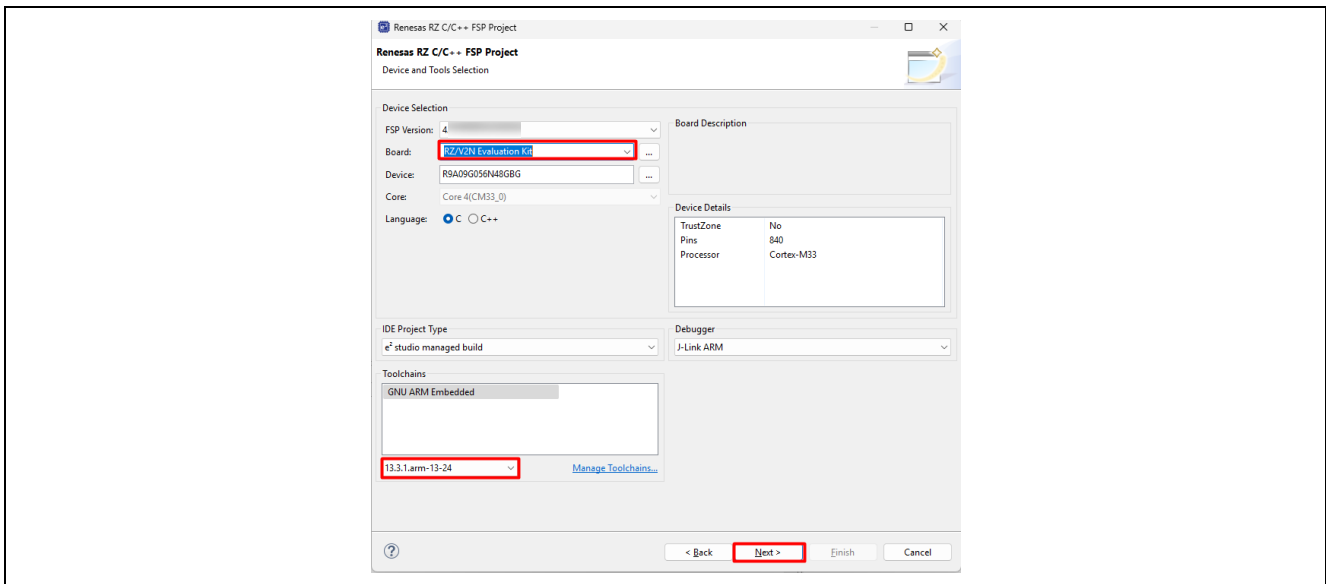 Renesas RZ C/C++ FSP Project
Renesas RZ C/C++ FSP Project
Device and Tools Selection
Device Selection
FSP Version: 4
Board: RZ/V2N Evaluation Kit ...
Device: R9A09G056N48GBG ...
Core: Core 4(CM33_0)
Language: C C++
Board Description
Device Details
TrustZone No
Pins 840
Processor Cortex-M33
IDE Project Type
e² studio managed build
Debugger
J-Link ARM
Toolchains
GNU ARM Embedded
13.3.1.arm-13-24
Manage Toolchains...
? < Back Next > Finish Cancel